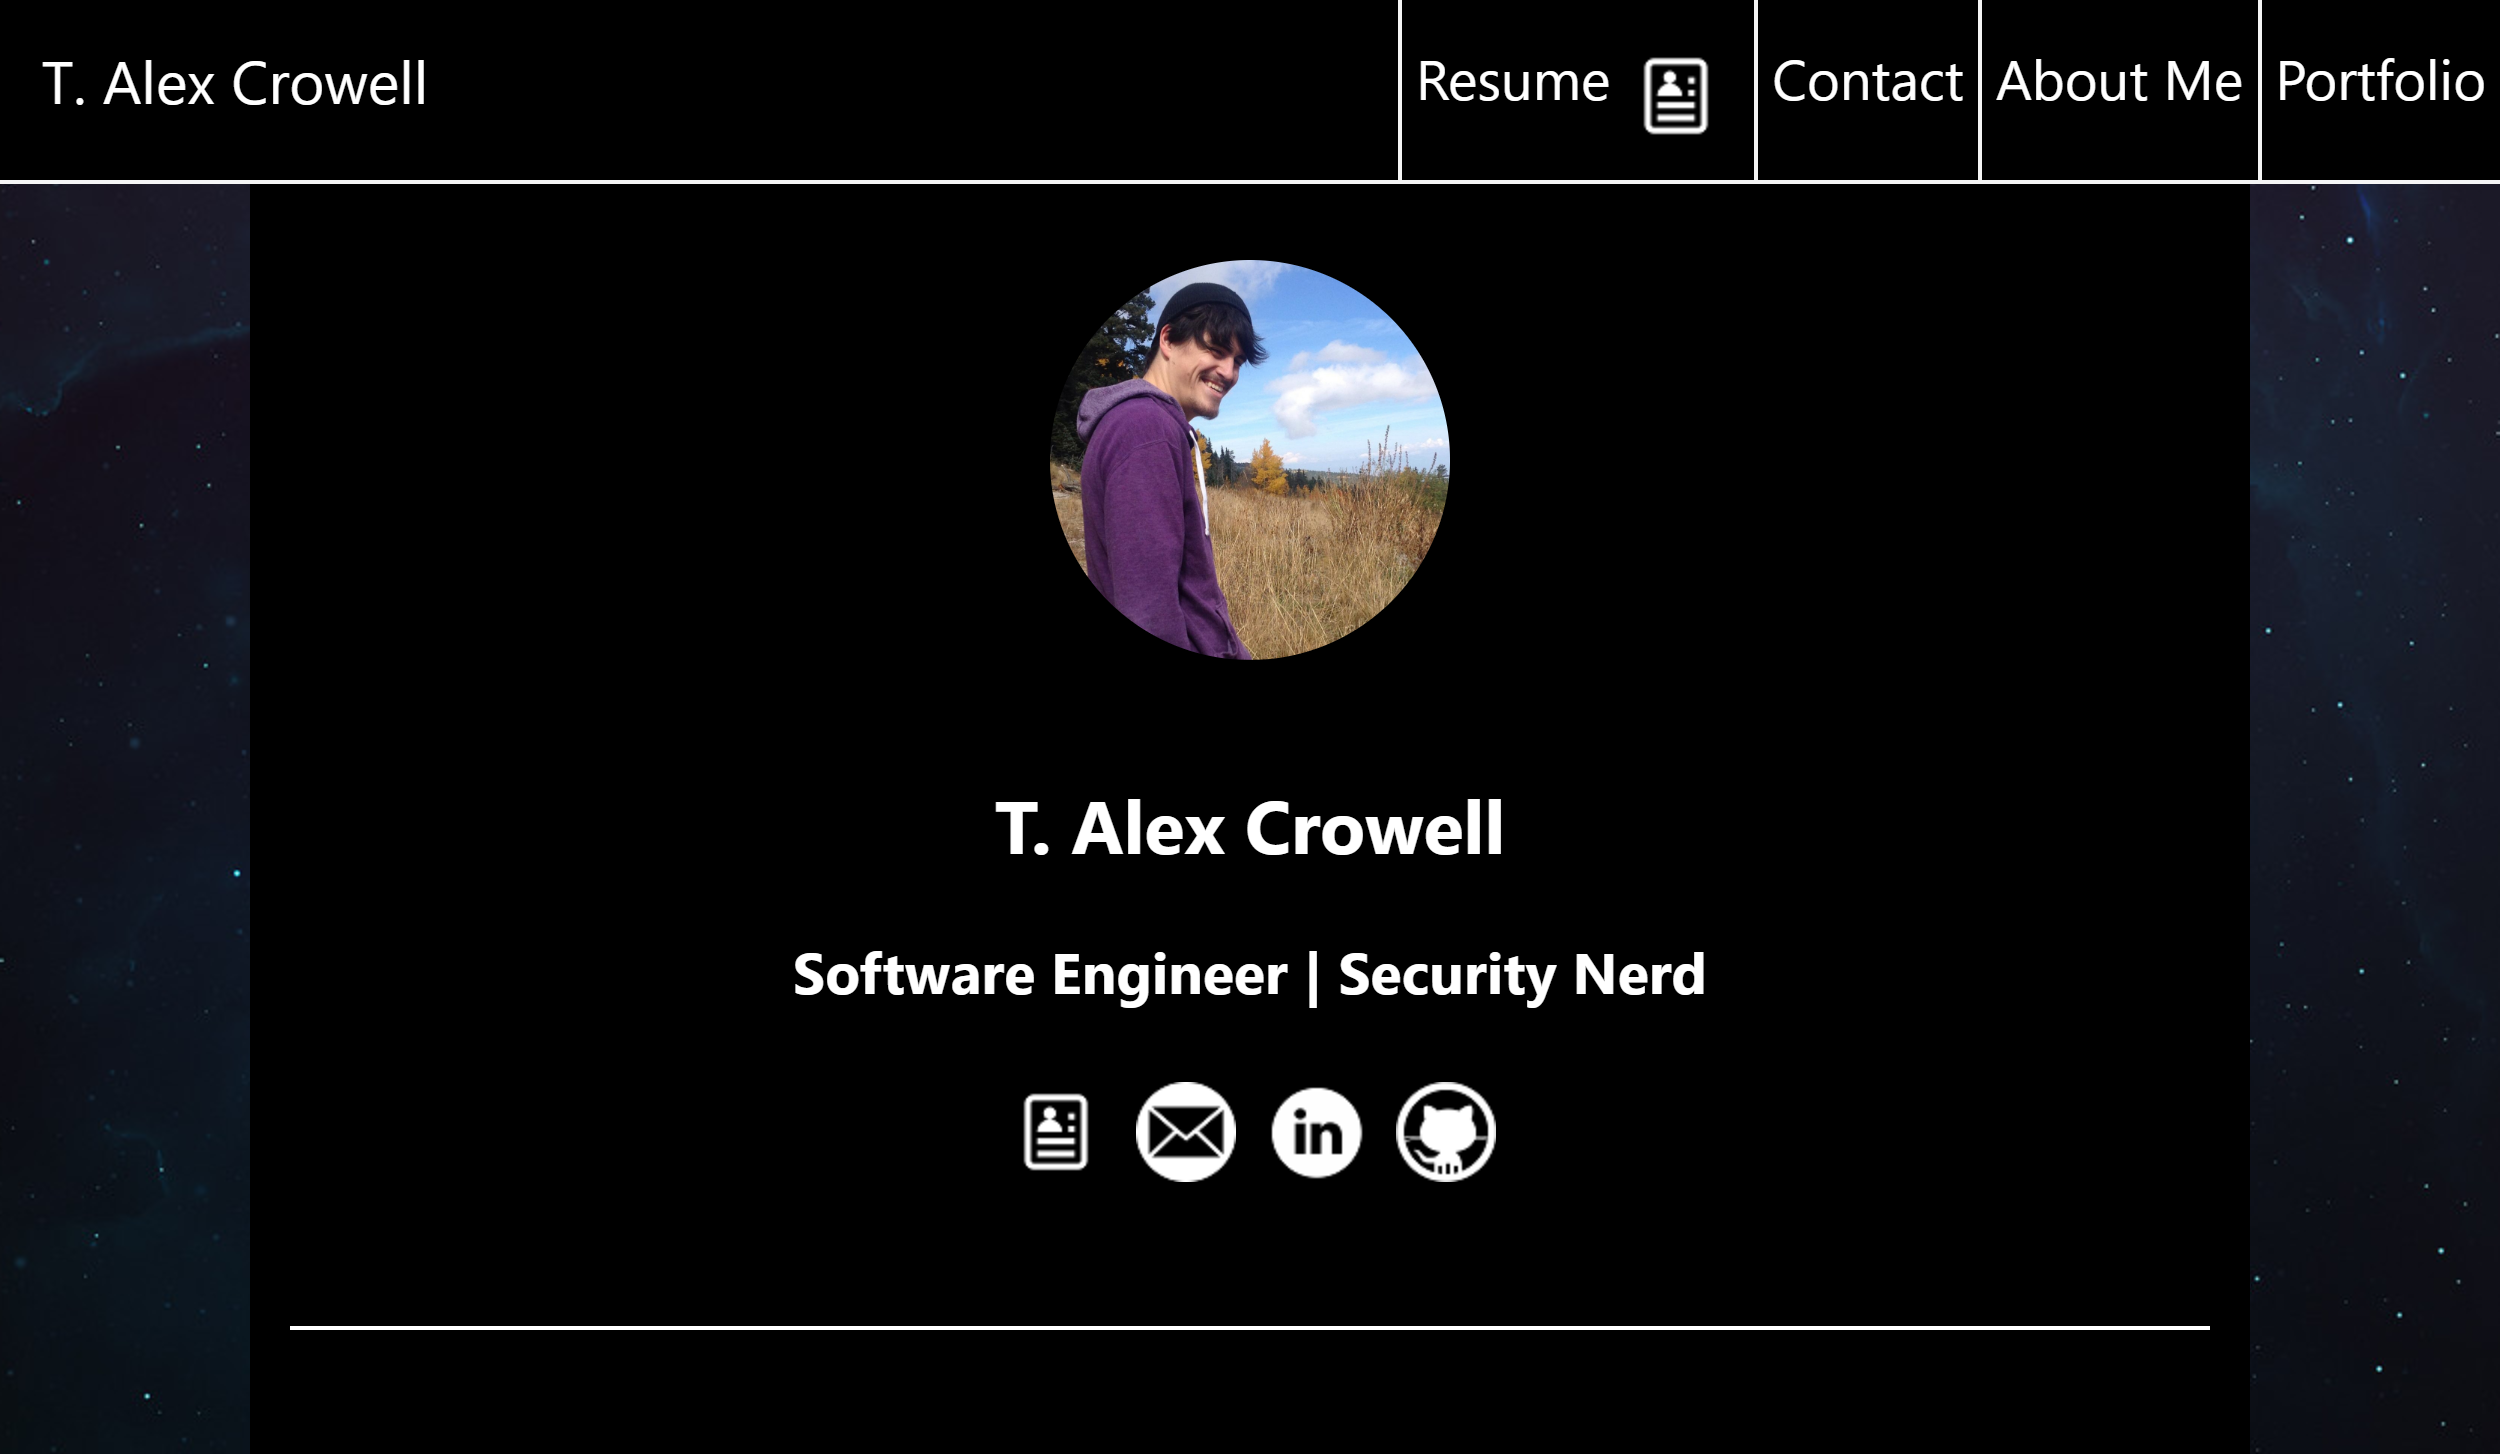 T. Alex Crowell
Resume
Contact
About Me
Portfolio
T. Alex Crowell
Software Engineer | Security Nerd
in